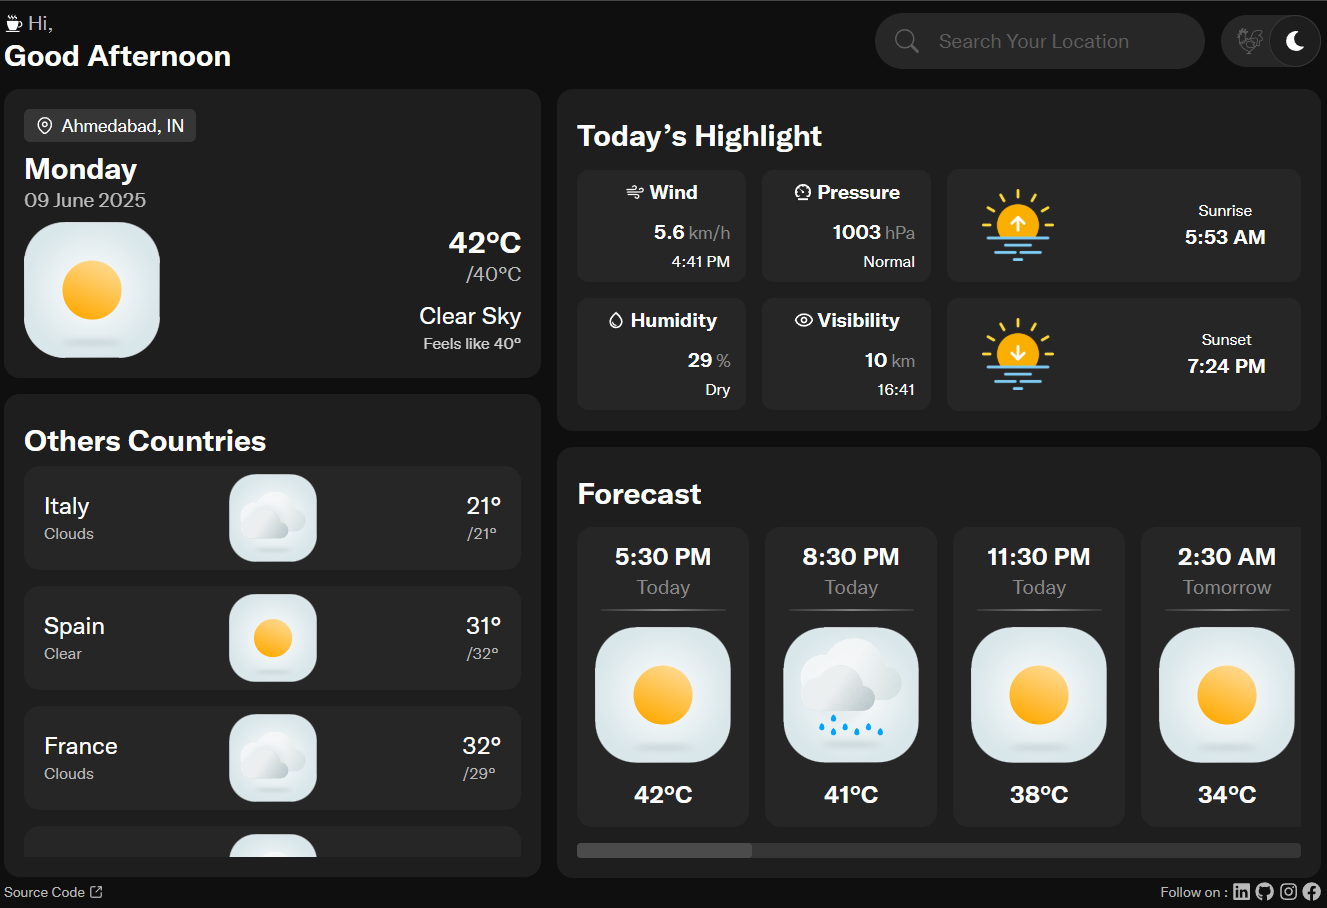 Hi,
Good Afternoon
Search Your Location
Ahmedabad, IN
Monday
09 June 2025
42°C
/40°C
Clear Sky
Feels like 40°
Others Countries
Italy
Clouds
21°
/21°
Spain
Clear
31°
/32°
France
Clouds
32°
/29°
Today’s Highlight
Wind
5.6 km/h
4:41 PM
Pressure
1003 hPa
Normal
Sunrise
5:53 AM
Humidity
29 %
Dry
Visibility
10 km
16:41
Sunset
7:24 PM
Forecast
5:30 PM
Today
42°C
8:30 PM
Today
41°C
11:30 PM
Today
38°C
2:30 AM
Tomorrow
34°C
Source Code
Follow on :